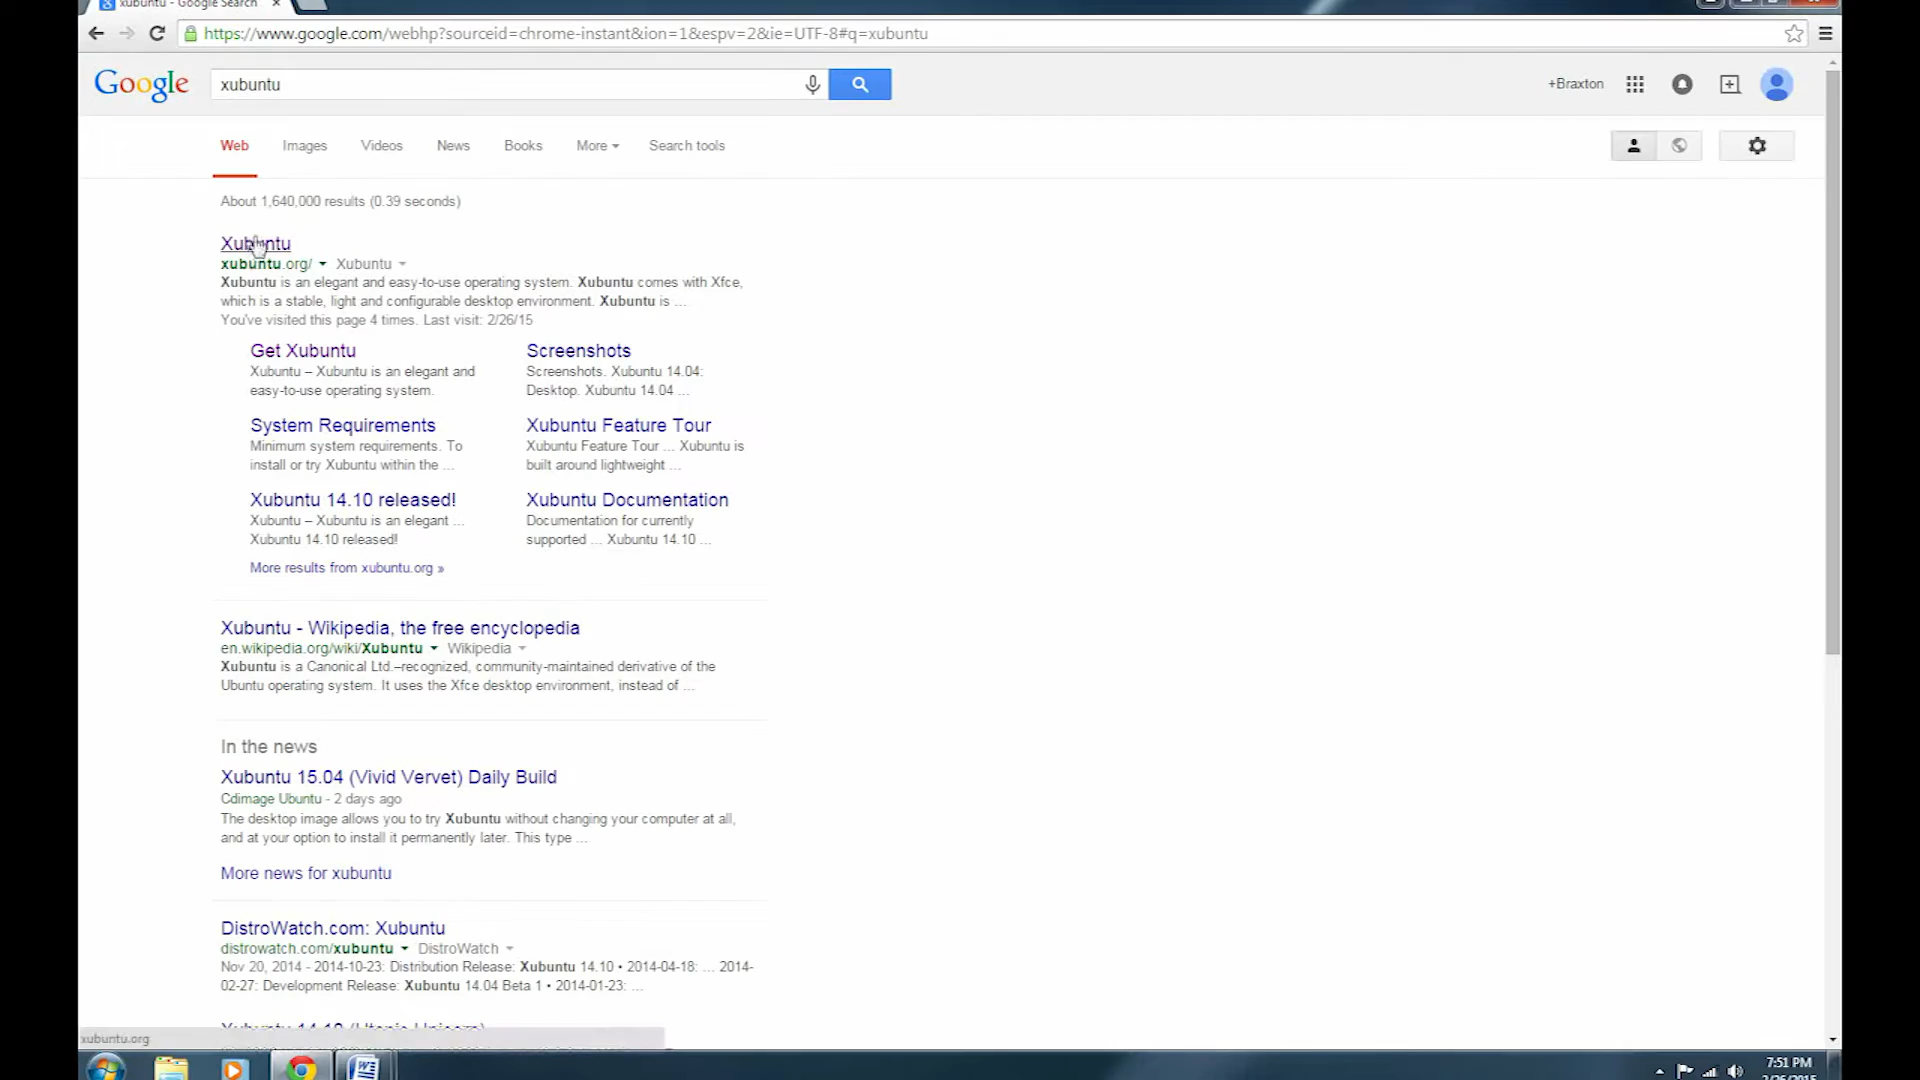 xubuntu - Google Search
https://www.google.com/webhp?sourceid=chrome-instant&ion=1&espv=2&ie=UTF-8#q=xubuntu
Google
xubuntu
+Braxton
Web Images Videos News Books More Search tools
About 1,640,000 results (0.39 seconds)
Xubuntu
xubuntu.org/ Xubuntu
Xubuntu is an elegant and easy-to-use operating system. Xubuntu comes with Xfce,
which is a stable, light and configurable desktop environment. Xubuntu is ...
You've visited this page 4 times. Last visit: 2/26/15
Get Xubuntu
Xubuntu – Xubuntu is an elegant and
easy-to-use operating system.
Screenshots
Screenshots. Xubuntu 14.04:
Desktop. Xubuntu 14.04 ...
System Requirements
Minimum system requirements. To
install or try Xubuntu within the ...
Xubuntu Feature Tour
Xubuntu Feature Tour ... Xubuntu is
built around lightweight ...
Xubuntu 14.10 released!
Xubuntu – Xubuntu is an elegant ...
Xubuntu 14.10 released!
Xubuntu Documentation
Documentation for currently
supported ... Xubuntu 14.10 ...
More results from xubuntu.org »
Xubuntu - Wikipedia, the free encyclopedia
en.wikipedia.org/wiki/Xubuntu Wikipedia
Xubuntu is a Canonical Ltd.–recognized, community-maintained derivative of the
Ubuntu operating system. It uses the Xfce desktop environment, instead of ...
In the news
Xubuntu 15.04 (Vivid Vervet) Daily Build
Cdimage Ubuntu - 2 days ago
The desktop image allows you to try Xubuntu without changing your computer at all,
and at your option to install it permanently later. This type ...
More news for xubuntu
DistroWatch.com: Xubuntu
distrowatch.com/xubuntu DistroWatch
Nov 20, 2014 - 2014-10-23: Distribution Release: Xubuntu 14.10 • 2014-04-18: ... 2014-
02-27: Development Release: Xubuntu 14.04 Beta 1 • 2014-01-23: ...
Xubuntu 14.10 (Utopic Unicorn)
xubuntu.org
7:51 PM
2/26/2015